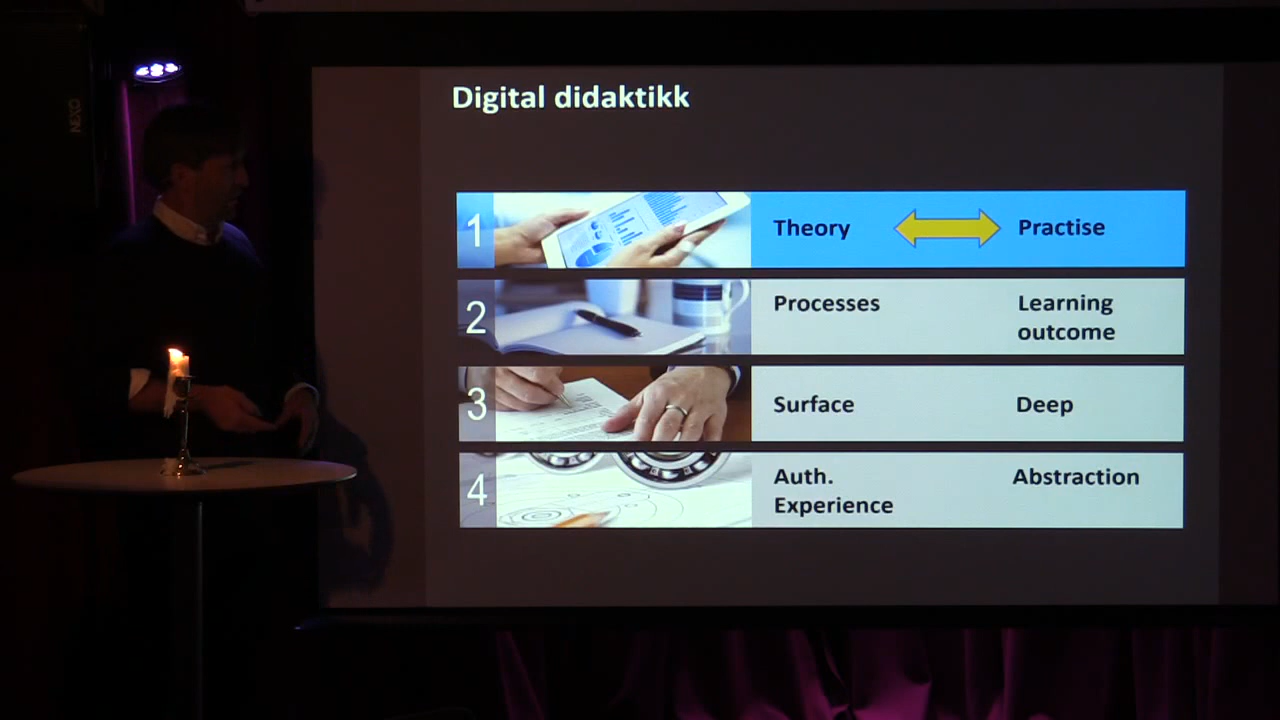 NEXO
Digital didaktikk
1 Theory Practise
2 Processes Learning
outcome
3 Surface Deep
4 Auth. Abstraction
Experience